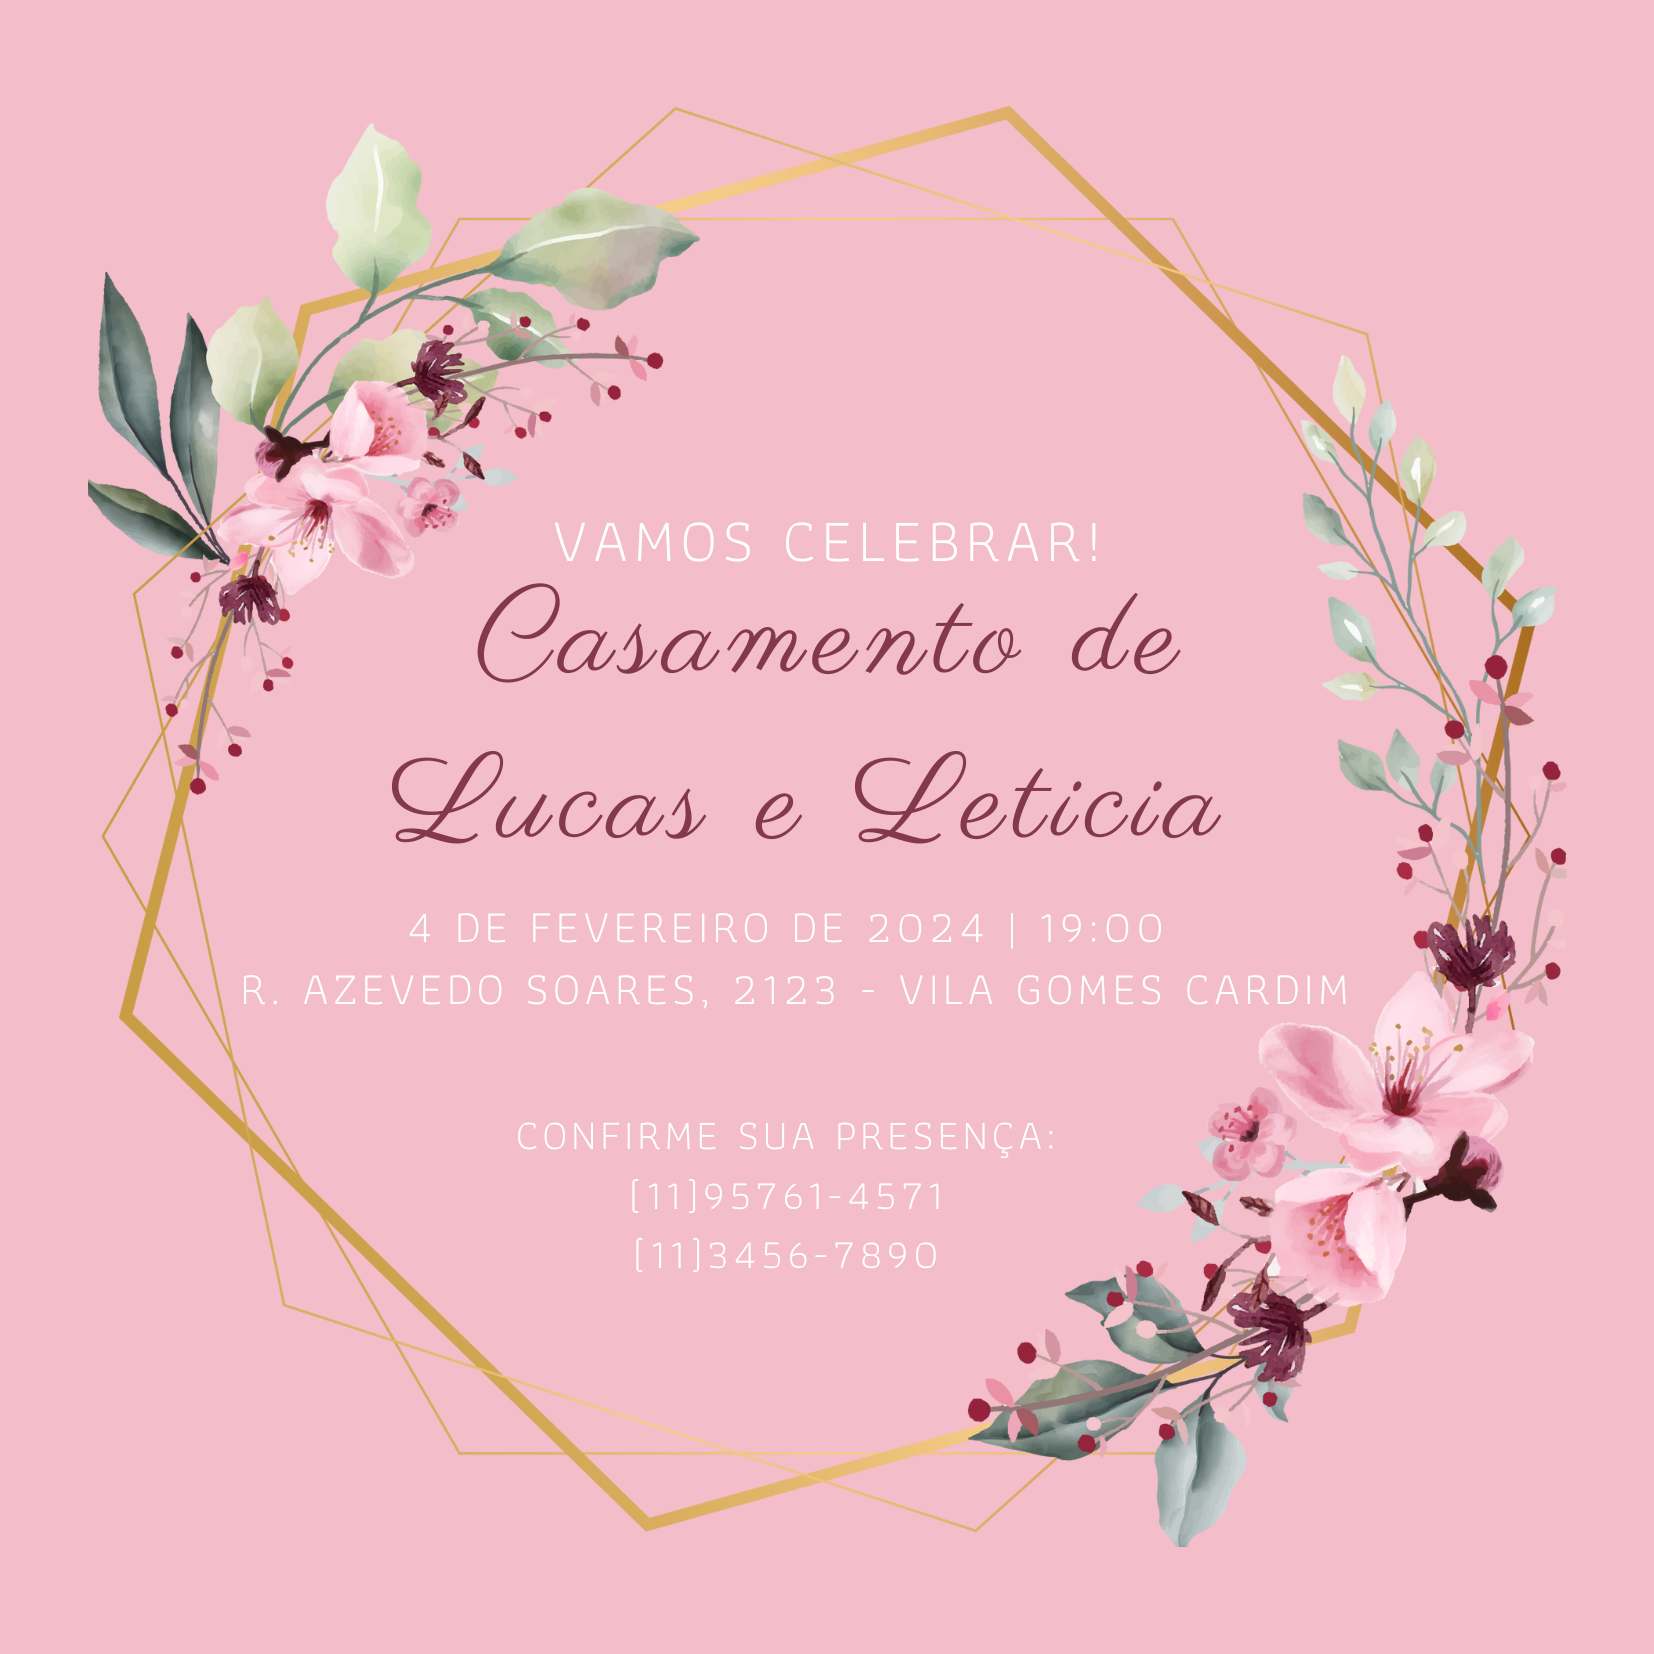 VAMOS CELEBRAR!
Casamento de
Lucas e Leticia
4 DE FEVEREIRO DE 2024 | 19:00
R. AZEVEDO SOARES, 2123 - VILA GOMES CARDIM
CONFIRME SUA PRESENÇA:
(11)95761-4571
(11)3456-7890